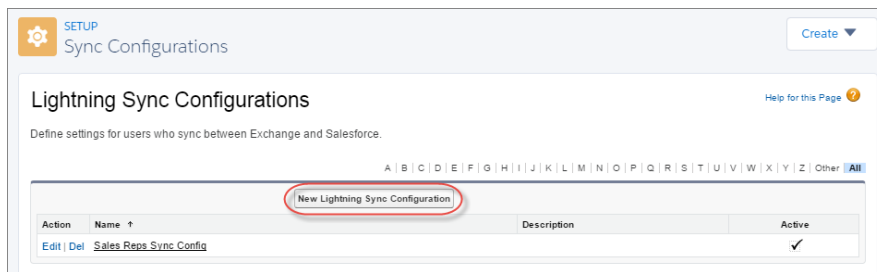 SETUP
Sync Configurations
Create
Lightning Sync Configurations
Help for this Page ?
Define settings for users who sync between Exchange and Salesforce.
A | B | C | D | E | F | G | H | I | J | K | L | M | N | O | P | Q | R | S | T | U | V | W | X | Y | Z | Other | All
New Lightning Sync Configuration
Action Name ↑ Description Active
Edit | Del Sales Reps Sync Config ✓